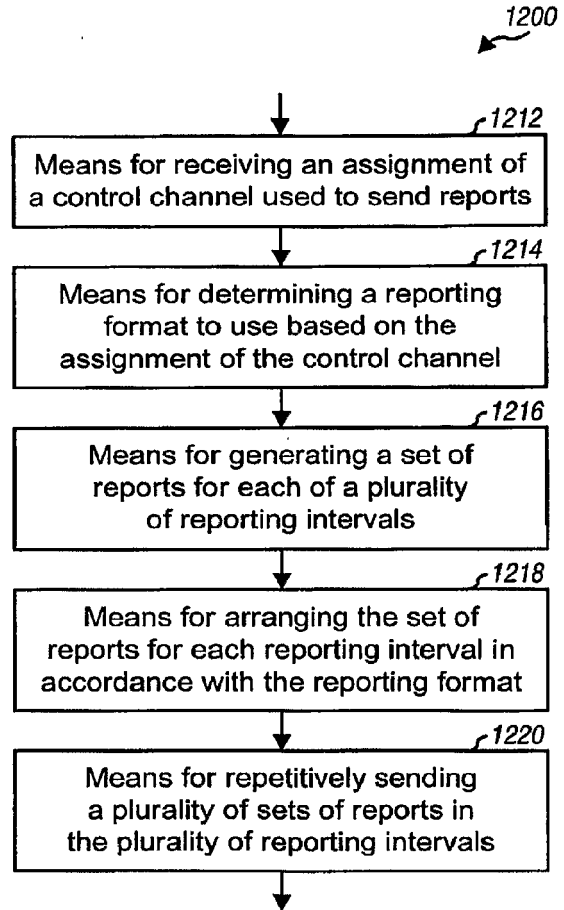 1200
1212
Means for receiving an assignment of
a control channel used to send reports
1214
Means for determining a reporting
format to use based on the
assignment of the control channel
1216
Means for generating a set of
reports for each of a plurality
of reporting intervals
1218
Means for arranging the set of
reports for each reporting interval in
accordance with the reporting format
1220
Means for repetitively sending
a plurality of sets of reports in
the plurality of reporting intervals